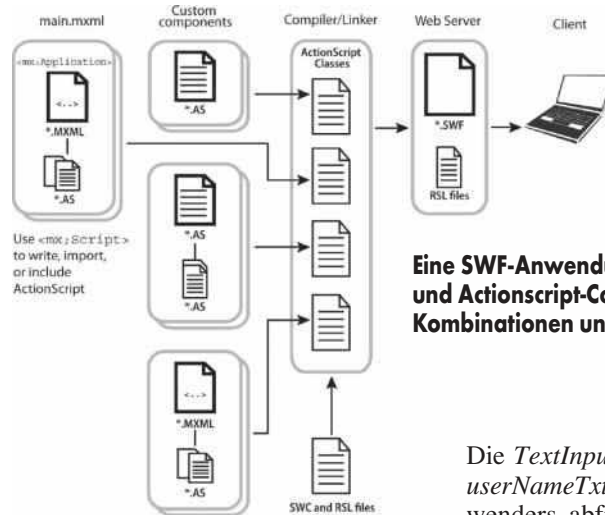 main.mxml
Custom
components
Compiler/Linker
Web Server
Client
<mx:Application>
<..>
*.MXML
*.AS
Use <mx;Script>
to write, import,
or include
ActionScript
*.AS
*.AS
*.AS
<..>
*.MXML
*.AS
ActionScript
Classes
SWC and RSL files
*.SWF
RSL files
Eine SWF-Anwendu
und Actionscript-Co
Kombinationen un
Die TextInpu
userNameTxt
wenders abf